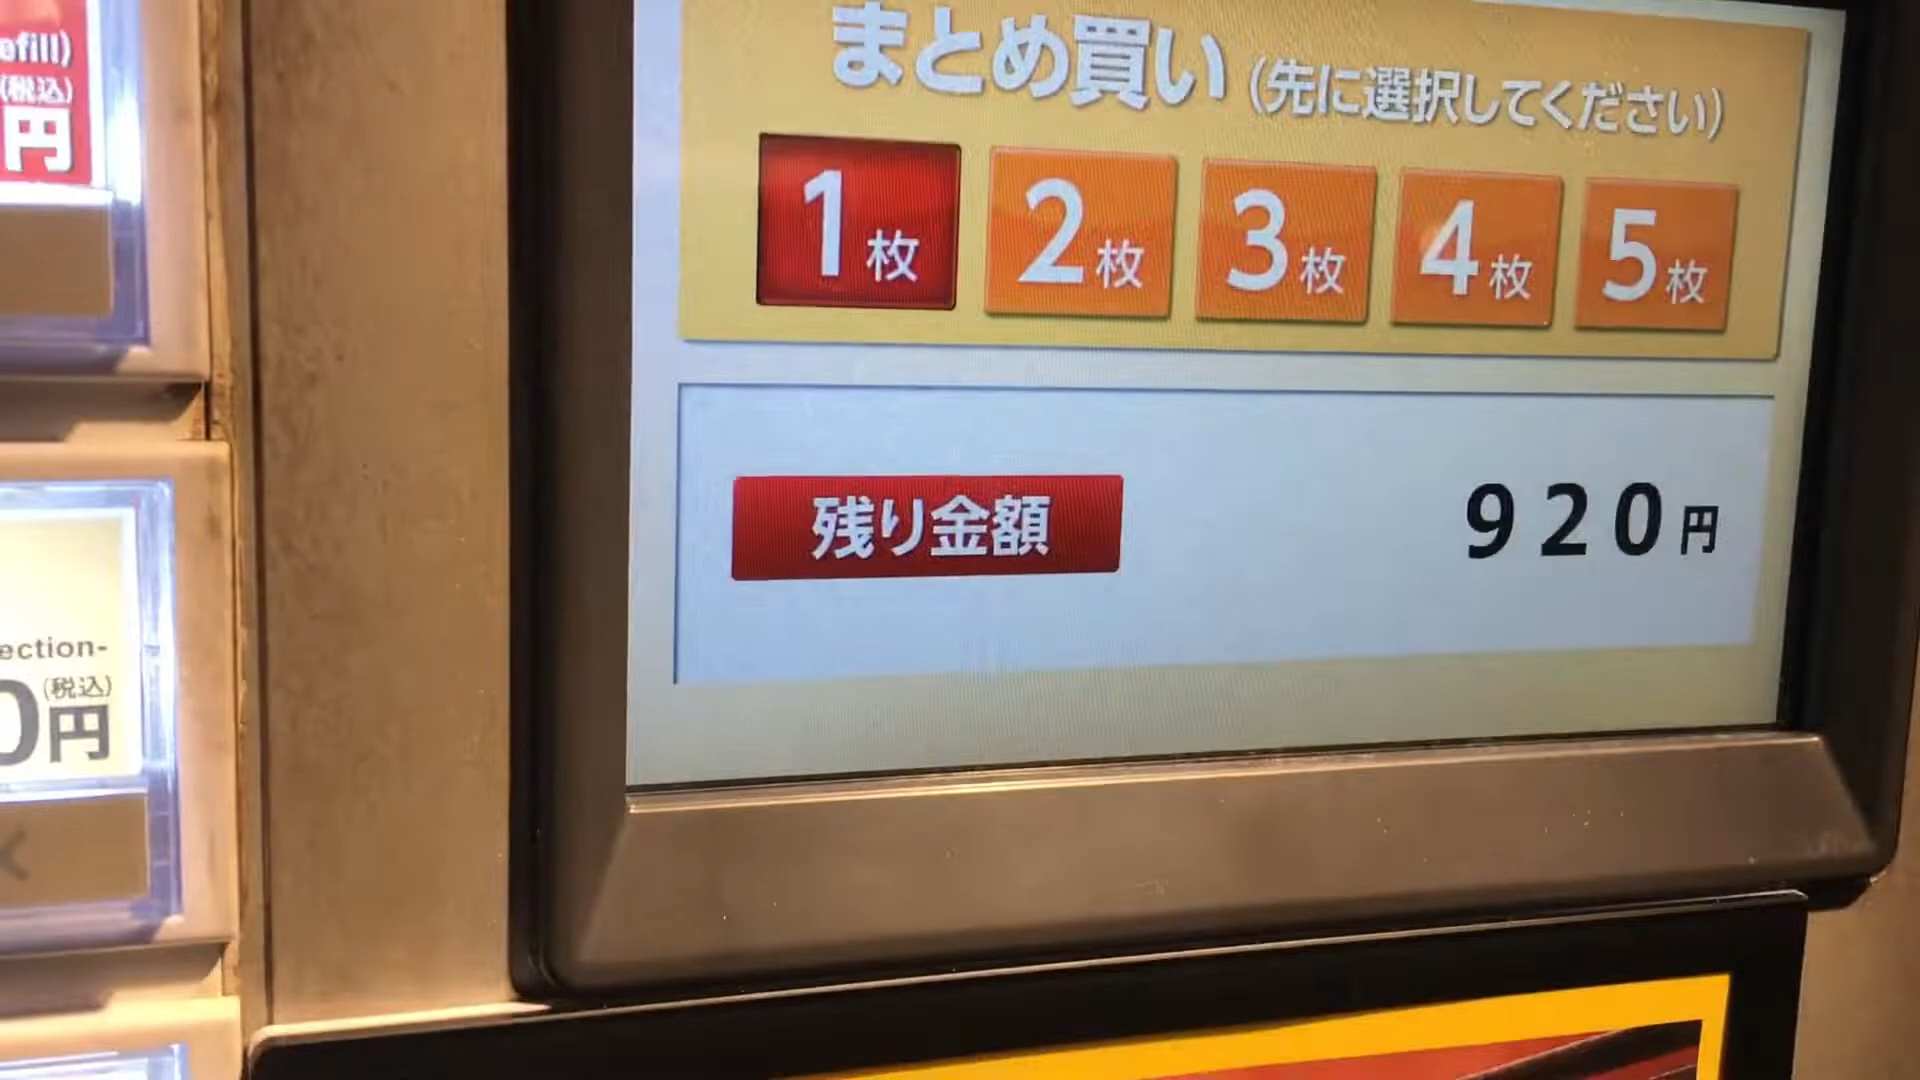 efill)
(税込)
円
まとめ買い(先に選択してください)
1枚 2枚 3枚 4枚 5枚
残り金額 920円
ection-
(税込)
0円